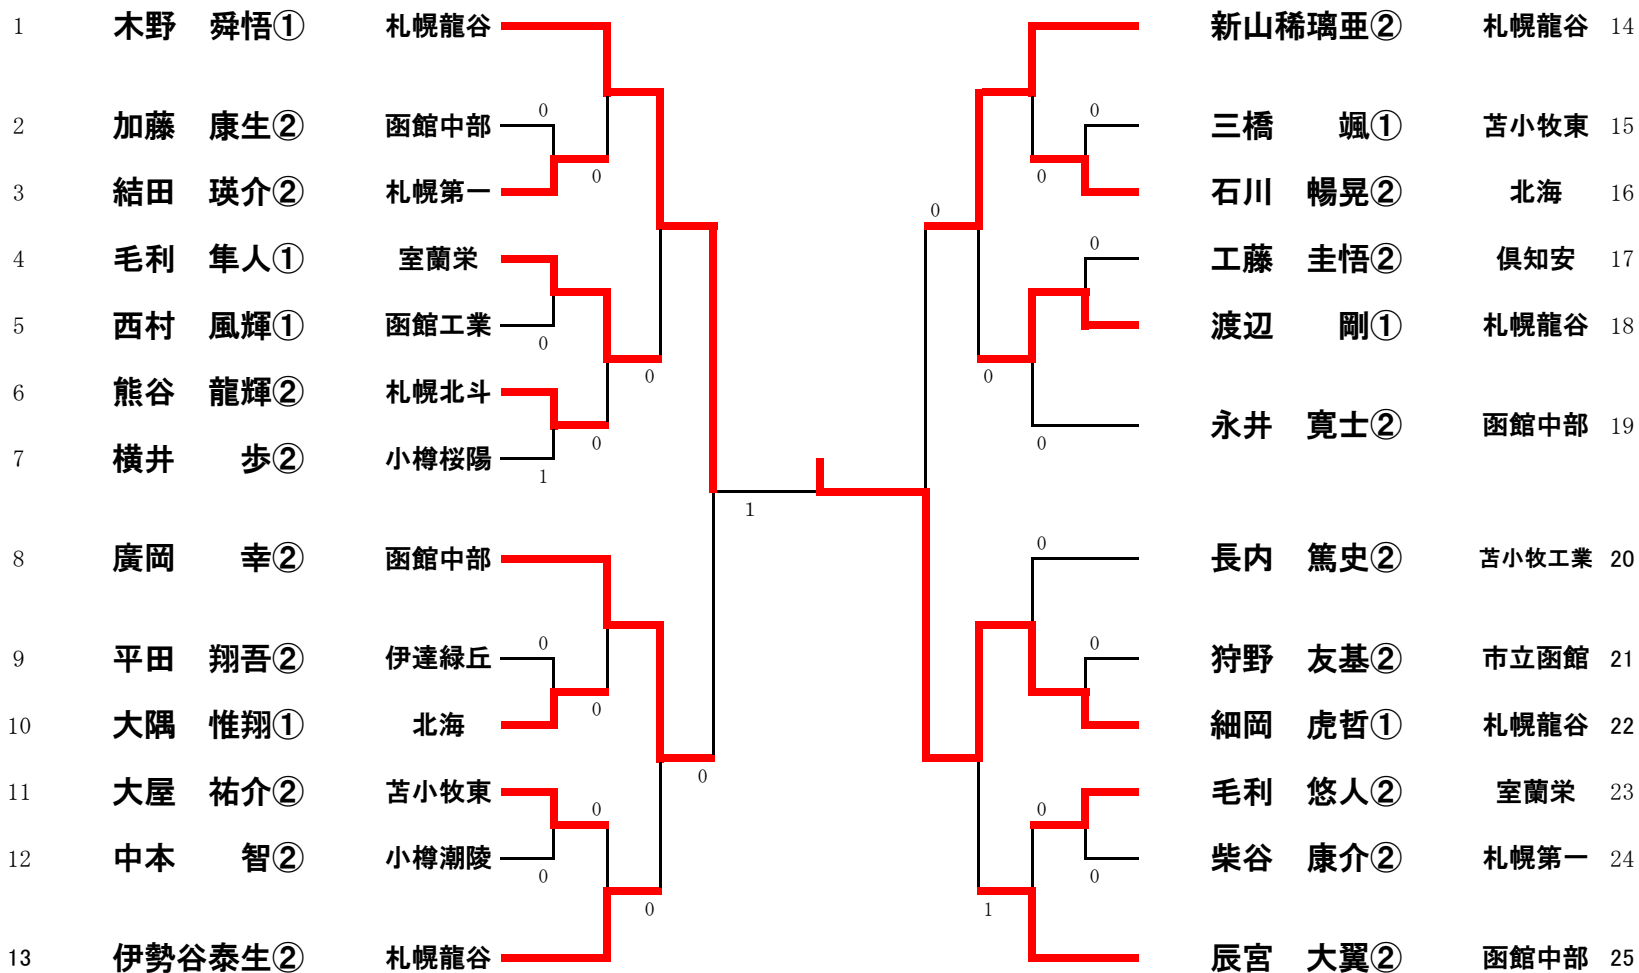 1 木野 舜悟① 札幌龍谷 新山稀璃亜② 札幌龍谷 14
0 0
2 加藤 康生② 函館中部 三橋 颯① 苫小牧東 15
0 0
3 結田 瑛介② 札幌第一 石川 暢晃② 北海 16
0
0
4 毛利 隼人① 室蘭栄 工藤 圭悟② 倶知安 17
5 西村 風輝① 函館工業 渡辺 剛① 札幌龍谷 18
0
0 0
6 熊谷 龍輝② 札幌北斗
永井 寛士② 函館中部 19
0 0
7 横井 歩② 小樽桜陽
1
1
0
8 廣岡 幸② 函館中部 長内 篤史② 苫小牧工業 20
0 0
9 平田 翔吾② 伊達緑丘 狩野 友基② 市立函館 21
0
10 大隅 惟翔① 北海 細岡 虎哲① 札幌龍谷 22
0
11 大屋 祐介② 苫小牧東 毛利 悠人② 室蘭栄 23
0 0
12 中本 智② 小樽潮陵 柴谷 康介② 札幌第一 24
0 0
0 1
13 伊勢谷泰生② 札幌龍谷 辰宮 大翼② 函館中部 25